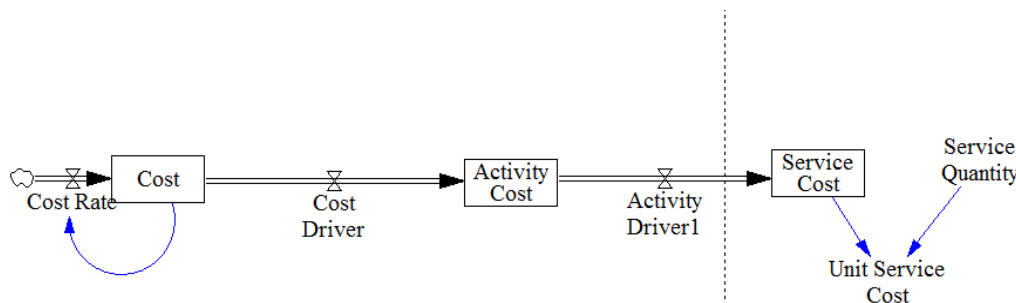 Cost Rate
Cost
Cost
Driver
Activity
Cost
Activity
Driver1
Service
Cost
Service
Quantity
Unit Service
Cost